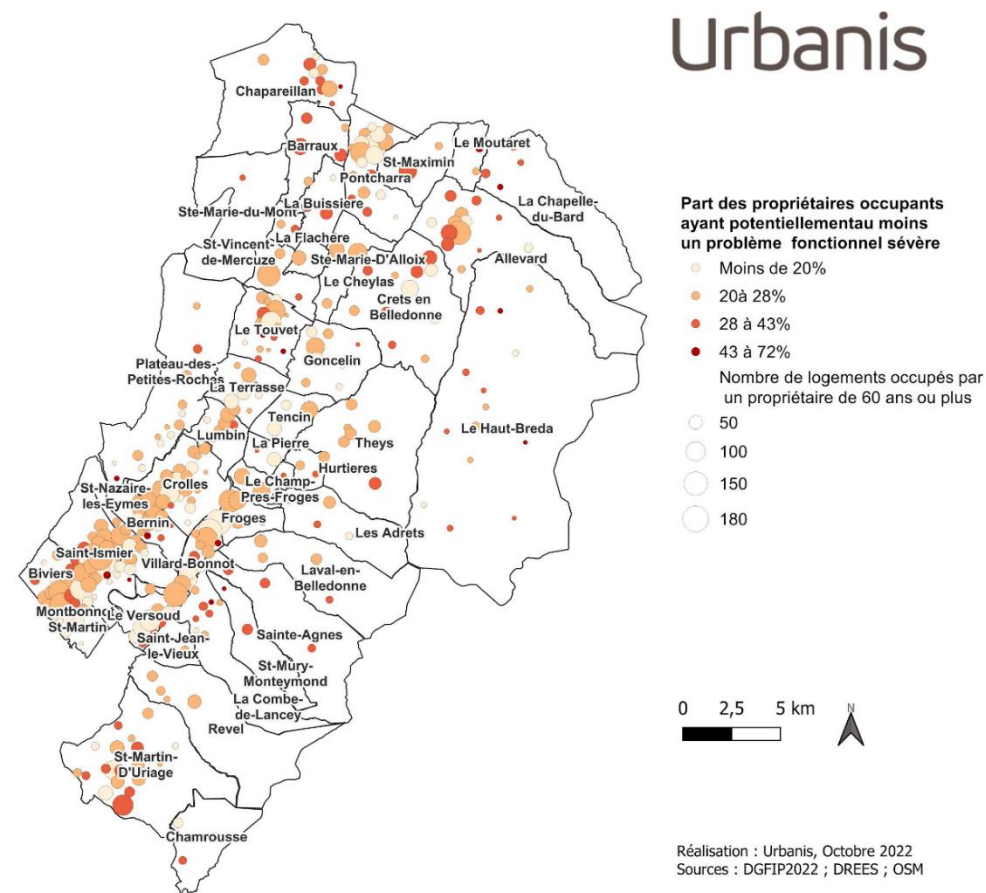 Urbanis
Chapareillan
Barraux
Le Moutaret
St-Maximin
Pontcharra
La Chapelle-
du-Bard
La Buissiere
Ste-Marie-du-Mont
La Flachere
St-Vincent-
de-Mercuze
Ste-Marie-D'Alloix
Allevard
Le Cheylas
Crets en
Belledonne
Le Touvet
Goncelin
Plateau-des-
Petites-Roches
La Terrasse
Tencin
Lumbin
La Pierre
Theys
Le Haut-Breda
Hurtieres
Crolles
Le Champ-
Pres-Froges
St-Nazaire-
les-Eymes
Bernin
Froges
Les Adrets
Saint-Ismier
Villard-Bonnot
Biviers
Laval-en-
Belledonne
Montbonnot
St-Martin
Le Versoud
Saint-Jean-
le-Vieux
Sainte-Agnes
St-Mury-
Monteymond
La Combe-
de-Lancey
Revel
St-Martin-
D'Uriage
Chamrousse
Part des propriétaires occupants
ayant potentiellementau moins
un problème fonctionnel sévère
Moins de 20%
20à 28%
28 à 43%
43 à 72%
Nombre de logements occupés par
un propriétaire de 60 ans ou plus
50
100
150
180
0 2,5 5 km
N
Réalisation : Urbanis, Octobre 2022
Sources : DGFIP2022 ; DREES ; OSM